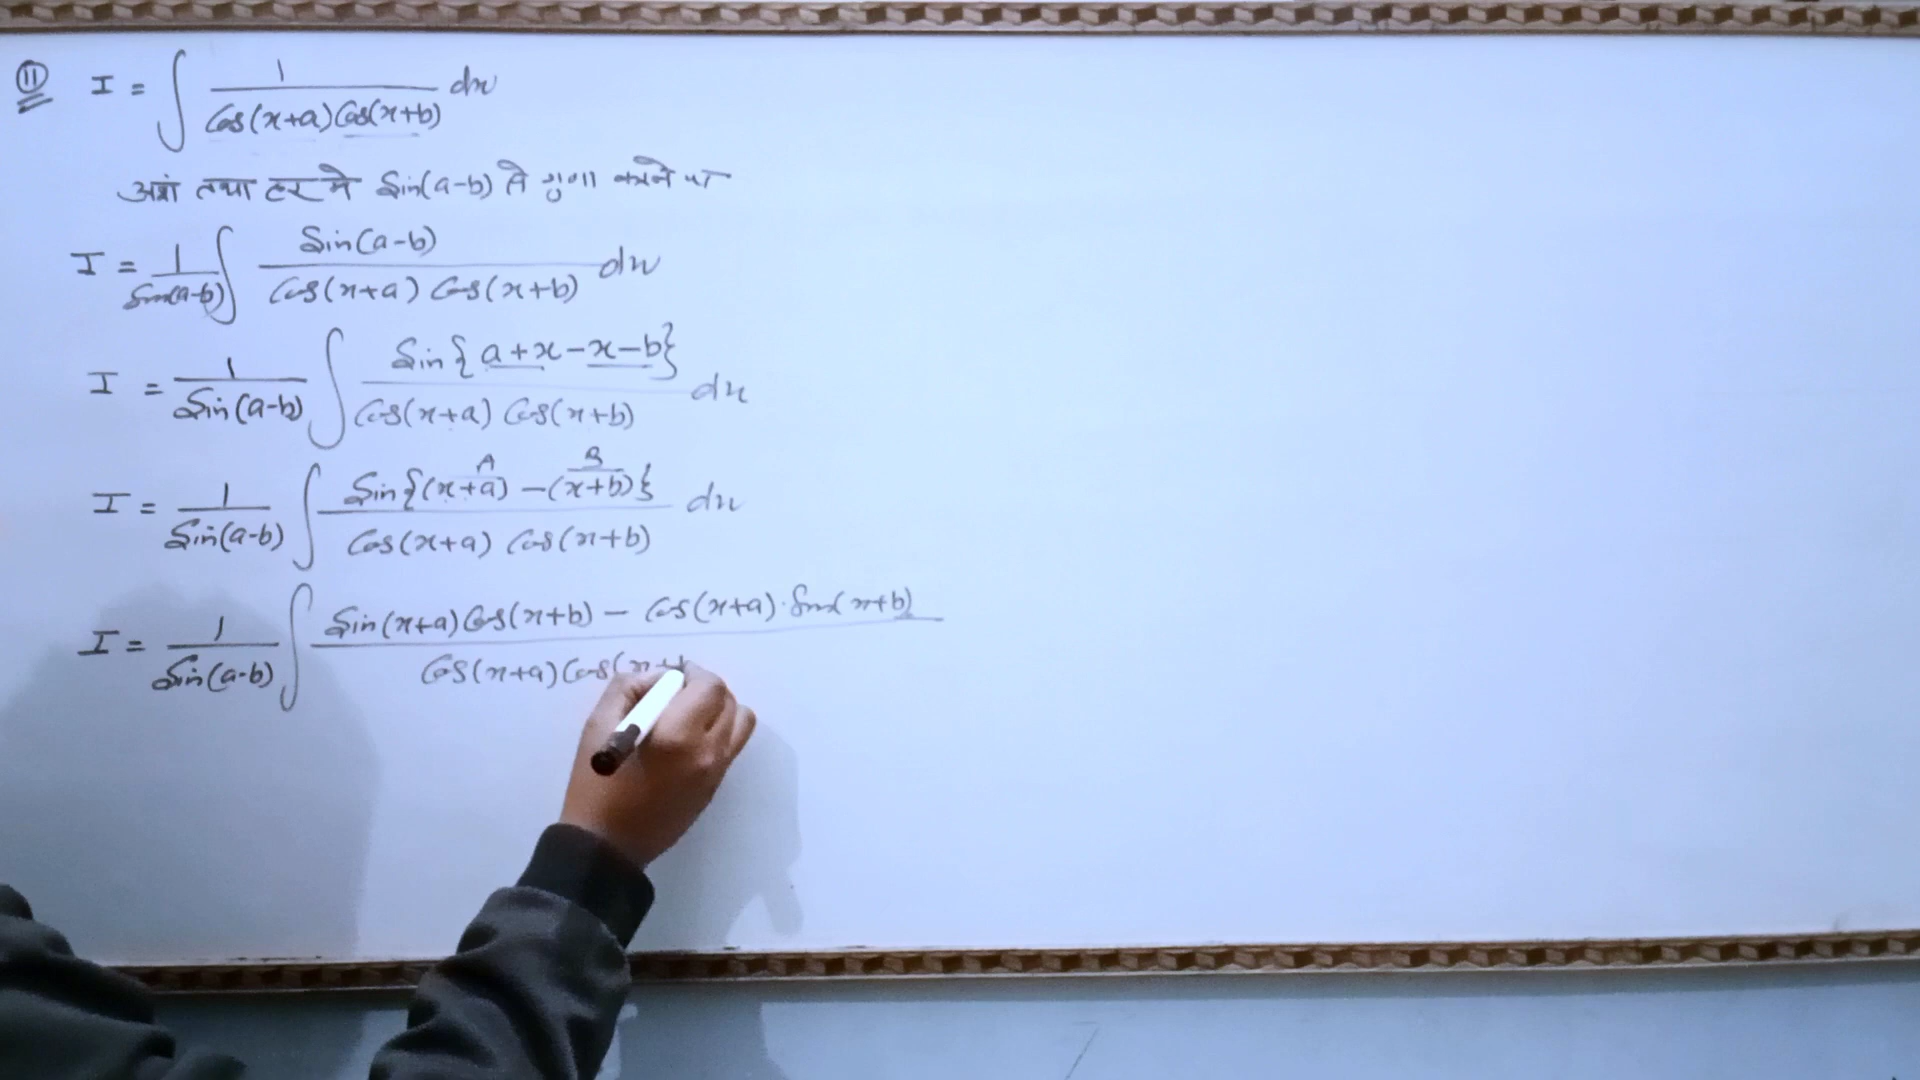 ⑪ I = ∫ 1/(Cos(x+a)Cos(x+b)) dx
अशं तथा हर मे Sin(a-b) से गुणा करने पर
I = 1/Sin(a-b) ∫ Sin(a-b)/(Cos(x+a) Cos(x+b)) dx
I = 1/Sin(a-b) ∫ Sin{a+x-x-b}/(Cos(x+a) Cos(x+b)) dx
A B
I = 1/Sin(a-b) ∫ Sin{(x+a) -(x+b)}/(Cos(x+a) Cos(x+b)) dx
I = 1/Sin(a-b) ∫ (Sin(x+a)Cos(x+b) - Cos(x+a)·Sin(x+b))/(Cos(x+a)Cos(x+